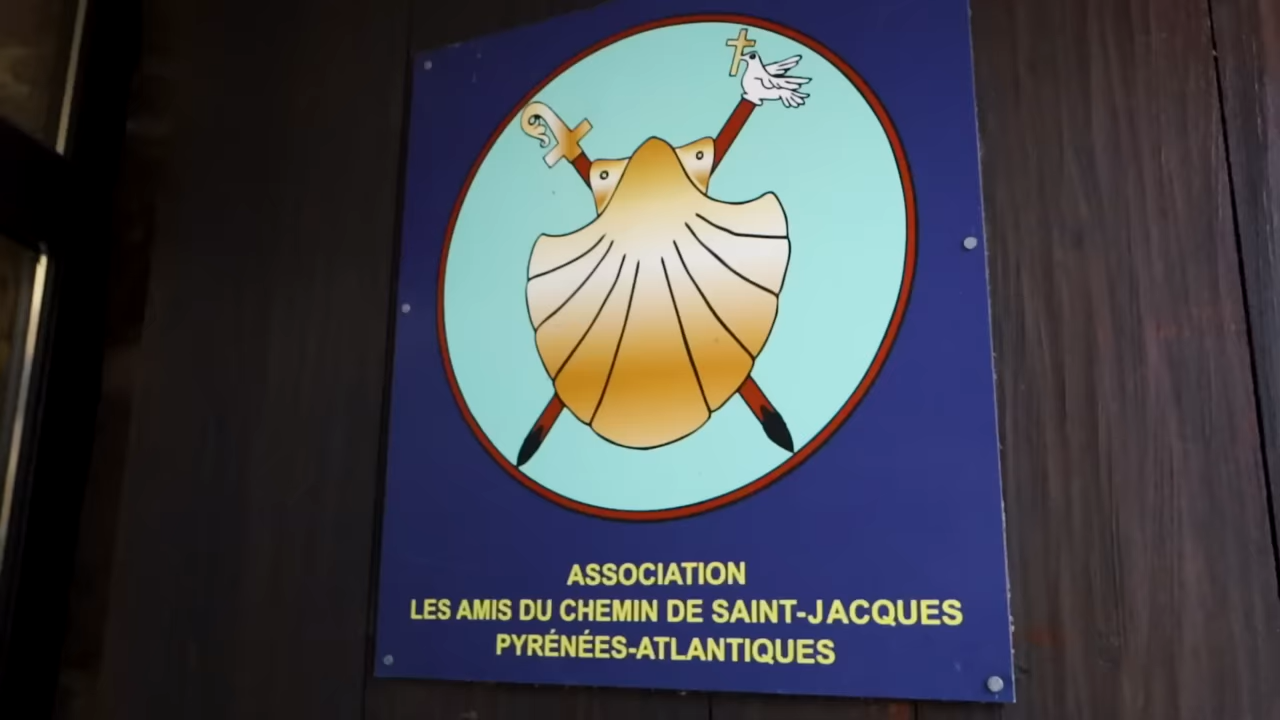 ASSOCIATION
LES AMIS DU CHEMIN DE SAINT-JACQUES
PYRÉNÉES-ATLANTIQUES